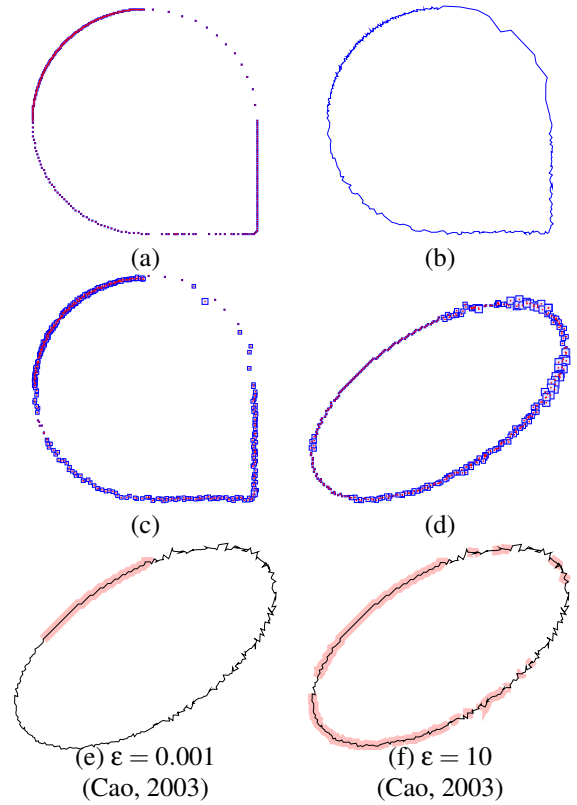 (a)
(b)
(c)
(d)
(e) ε = 0.001
(Cao, 2003)
(f) ε = 10
(Cao, 2003)